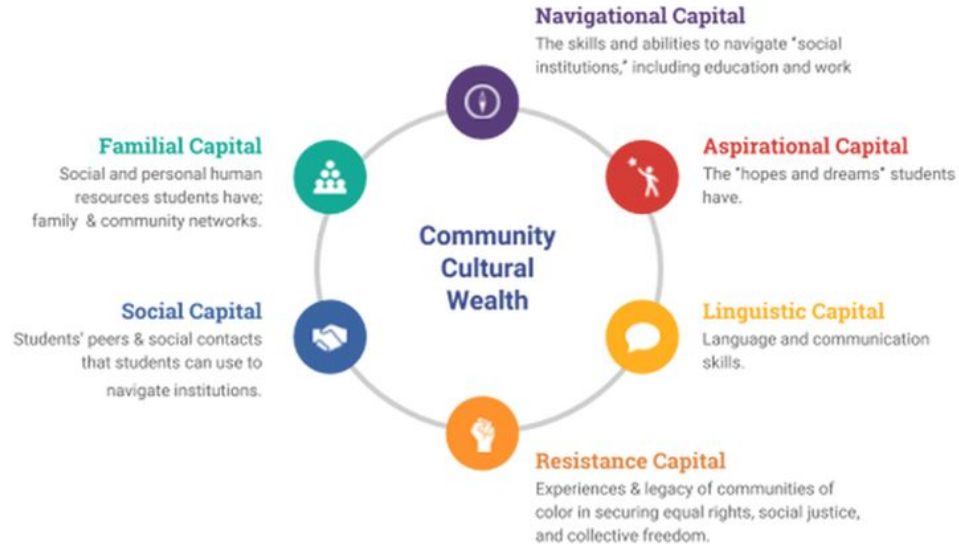 Navigational Capital
The skills and abilities to navigate "social
institutions," including education and work
Aspirational Capital
The "hopes and dreams" students
have.
Linguistic Capital
Language and communication
skills.
Resistance Capital
Experiences & legacy of communities of
color in securing equal rights, social justice,
and collective freedom.
Social Capital
Students' peers & social contacts
that students can use to
navigate institutions.
Familial Capital
Social and personal human
resources students have;
family & community networks.
Community
Cultural
Wealth